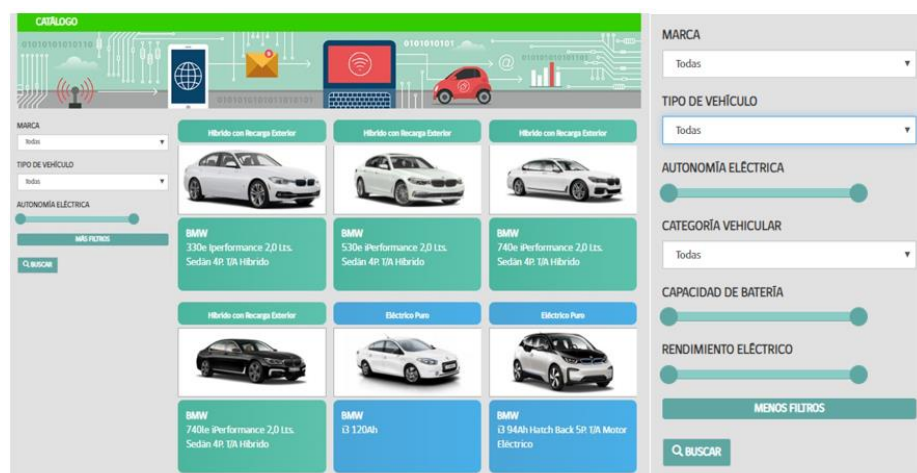 CATÁLOGO
0101010101010
0101010101
0101010101101
@
010101010101101010101
MARCA
Todas
TIPO DE VEHÍCULO
Todas
AUTONOMÍA ELÉCTRICA
MÁS FILTROS
BUSCAR
Híbrido con Recarga Exterior
BMW
330e Iperformance 2,0 Lts.
Sedán 4P. T/A Híbrido
Híbrido con Recarga Exterior
BMW
530e iPerformance 2,0 Lts.
Sedán 4P. T/A Híbrido
Híbrido con Recarga Exterior
BMW
740e iPerformance 2,0 Lts.
Sedán 4P. T/A Híbrido
Híbrido con Recarga Exterior
BMW
740Le iPerformance 2,0 Lts.
Sedán 4P. T/A Híbrido
Eléctrico Puro
BMW
i3 120Ah
Eléctrico Puro
BMW
i3 94Ah Hatch Back 5P. T/A Motor
Eléctrico
MARCA
Todas
TIPO DE VEHÍCULO
Todas
AUTONOMÍA ELÉCTRICA
CATEGORÍA VEHICULAR
Todas
CAPACIDAD DE BATERÍA
RENDIMIENTO ELÉCTRICO
MENOS FILTROS
BUSCAR